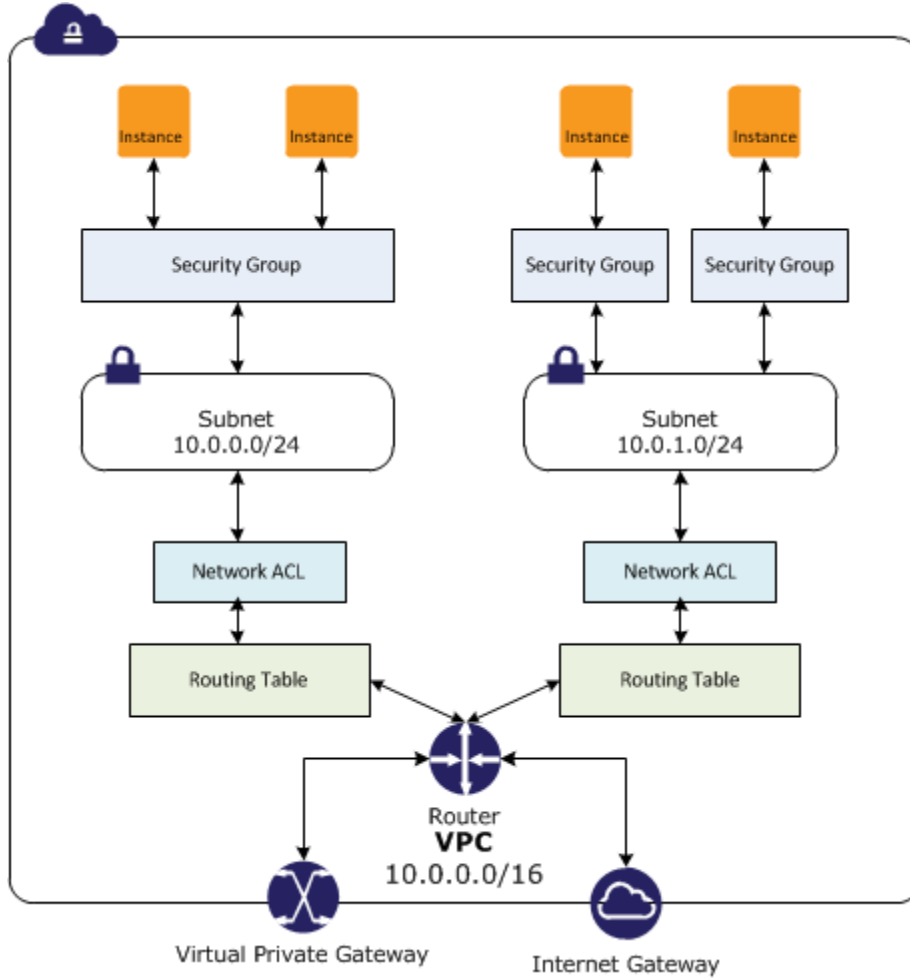 Instance
Instance
Instance
Instance
Security Group
Security Group
Security Group
Subnet
10.0.0.0/24
Subnet
10.0.1.0/24
Network ACL
Network ACL
Routing Table
Routing Table
Router
VPC
10.0.0.0/16
Virtual Private Gateway
Internet Gateway